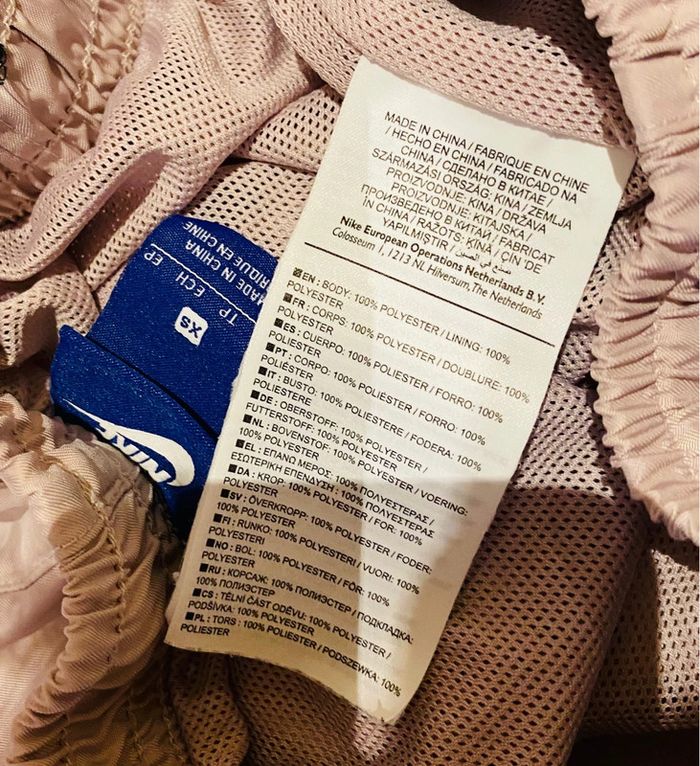 MADE IN CHINA / FABRIQUE EN CHINE
/ HECHO EN CHINA / FABRICADO NA
CHINA / СДЕЛАНО В КИТАЕ /
SZÁRMAZÁSI ORSZÁG: KÍNA / ZEMLJA
PROIZVODNJE: KINA / DRŽAVA
PROIZVODNJE: KITAJSKA /
ПРОИЗВЕДЕНО В КИТАЙ / FABRICAT
ÎN CHINA / RAŽOTS: ĶĪNĀ / ÇİN 'DE
YAPILMIŞTIR / صنع في الصين
Nike European Operations Netherlands B.V.
Colosseum 1, 1213 NL Hilversum, The Netherlands
EN : BODY: 100% POLYESTER / LINING: 100%
POLYESTER
FR : CORPS: 100% POLYESTER / DOUBLURE: 100%
POLYESTER
ES : CUERPO: 100% POLIESTER / FORRO: 100%
POLIESTER
PT : CORPO: 100% POLIÉSTER / FORRO: 100%
POLIÉSTER
IT : BUSTO: 100% POLIESTERE / FODERA: 100%
POLIESTERE
DE : OBERSTOFF: 100% POLYESTER /
FUTTERSTOFF: 100% POLYESTER
NL : BOVENSTOF: 100% POLYESTER / VOERING:
100% POLYESTER
EL : ΕΠΑΝΩ ΜΕΡΟΣ: 100% ΠΟΛΥΕΣΤΕΡΑΣ /
ΕΣΩΤΕΡΙΚΗ ΕΠΕΝΔΥΣΗ : 100% ΠΟΛΥΕΣΤΕΡΑΣ
DA : KROP: 100% POLYESTER / FOR: 100%
POLYESTER
SV : ÖVERKROPP: 100% POLYESTER / FODER:
100% POLYESTER
FI : RUNKO: 100% POLYESTERI / VUORI: 100%
POLYESTERI
NO : BOL: 100% POLYESTER / FÔR: 100%
POLYESTER
RU : КОРСАЖ: 100% ПОЛИЭСТЕР / ПОДКЛАДКА:
100% ПОЛИЭСТЕР
CS : TĚLNÍ ČÁST ODĚVU: 100% POLYESTER /
PODŠÍVKA: 100% POLYESTER
PL : TORS : 100% POLIESTER / PODSZEWKA: 100%
POLIESTER
NIKE
XS
TP ECH EP
MADE IN CHINA
RIQUE EN CHINE